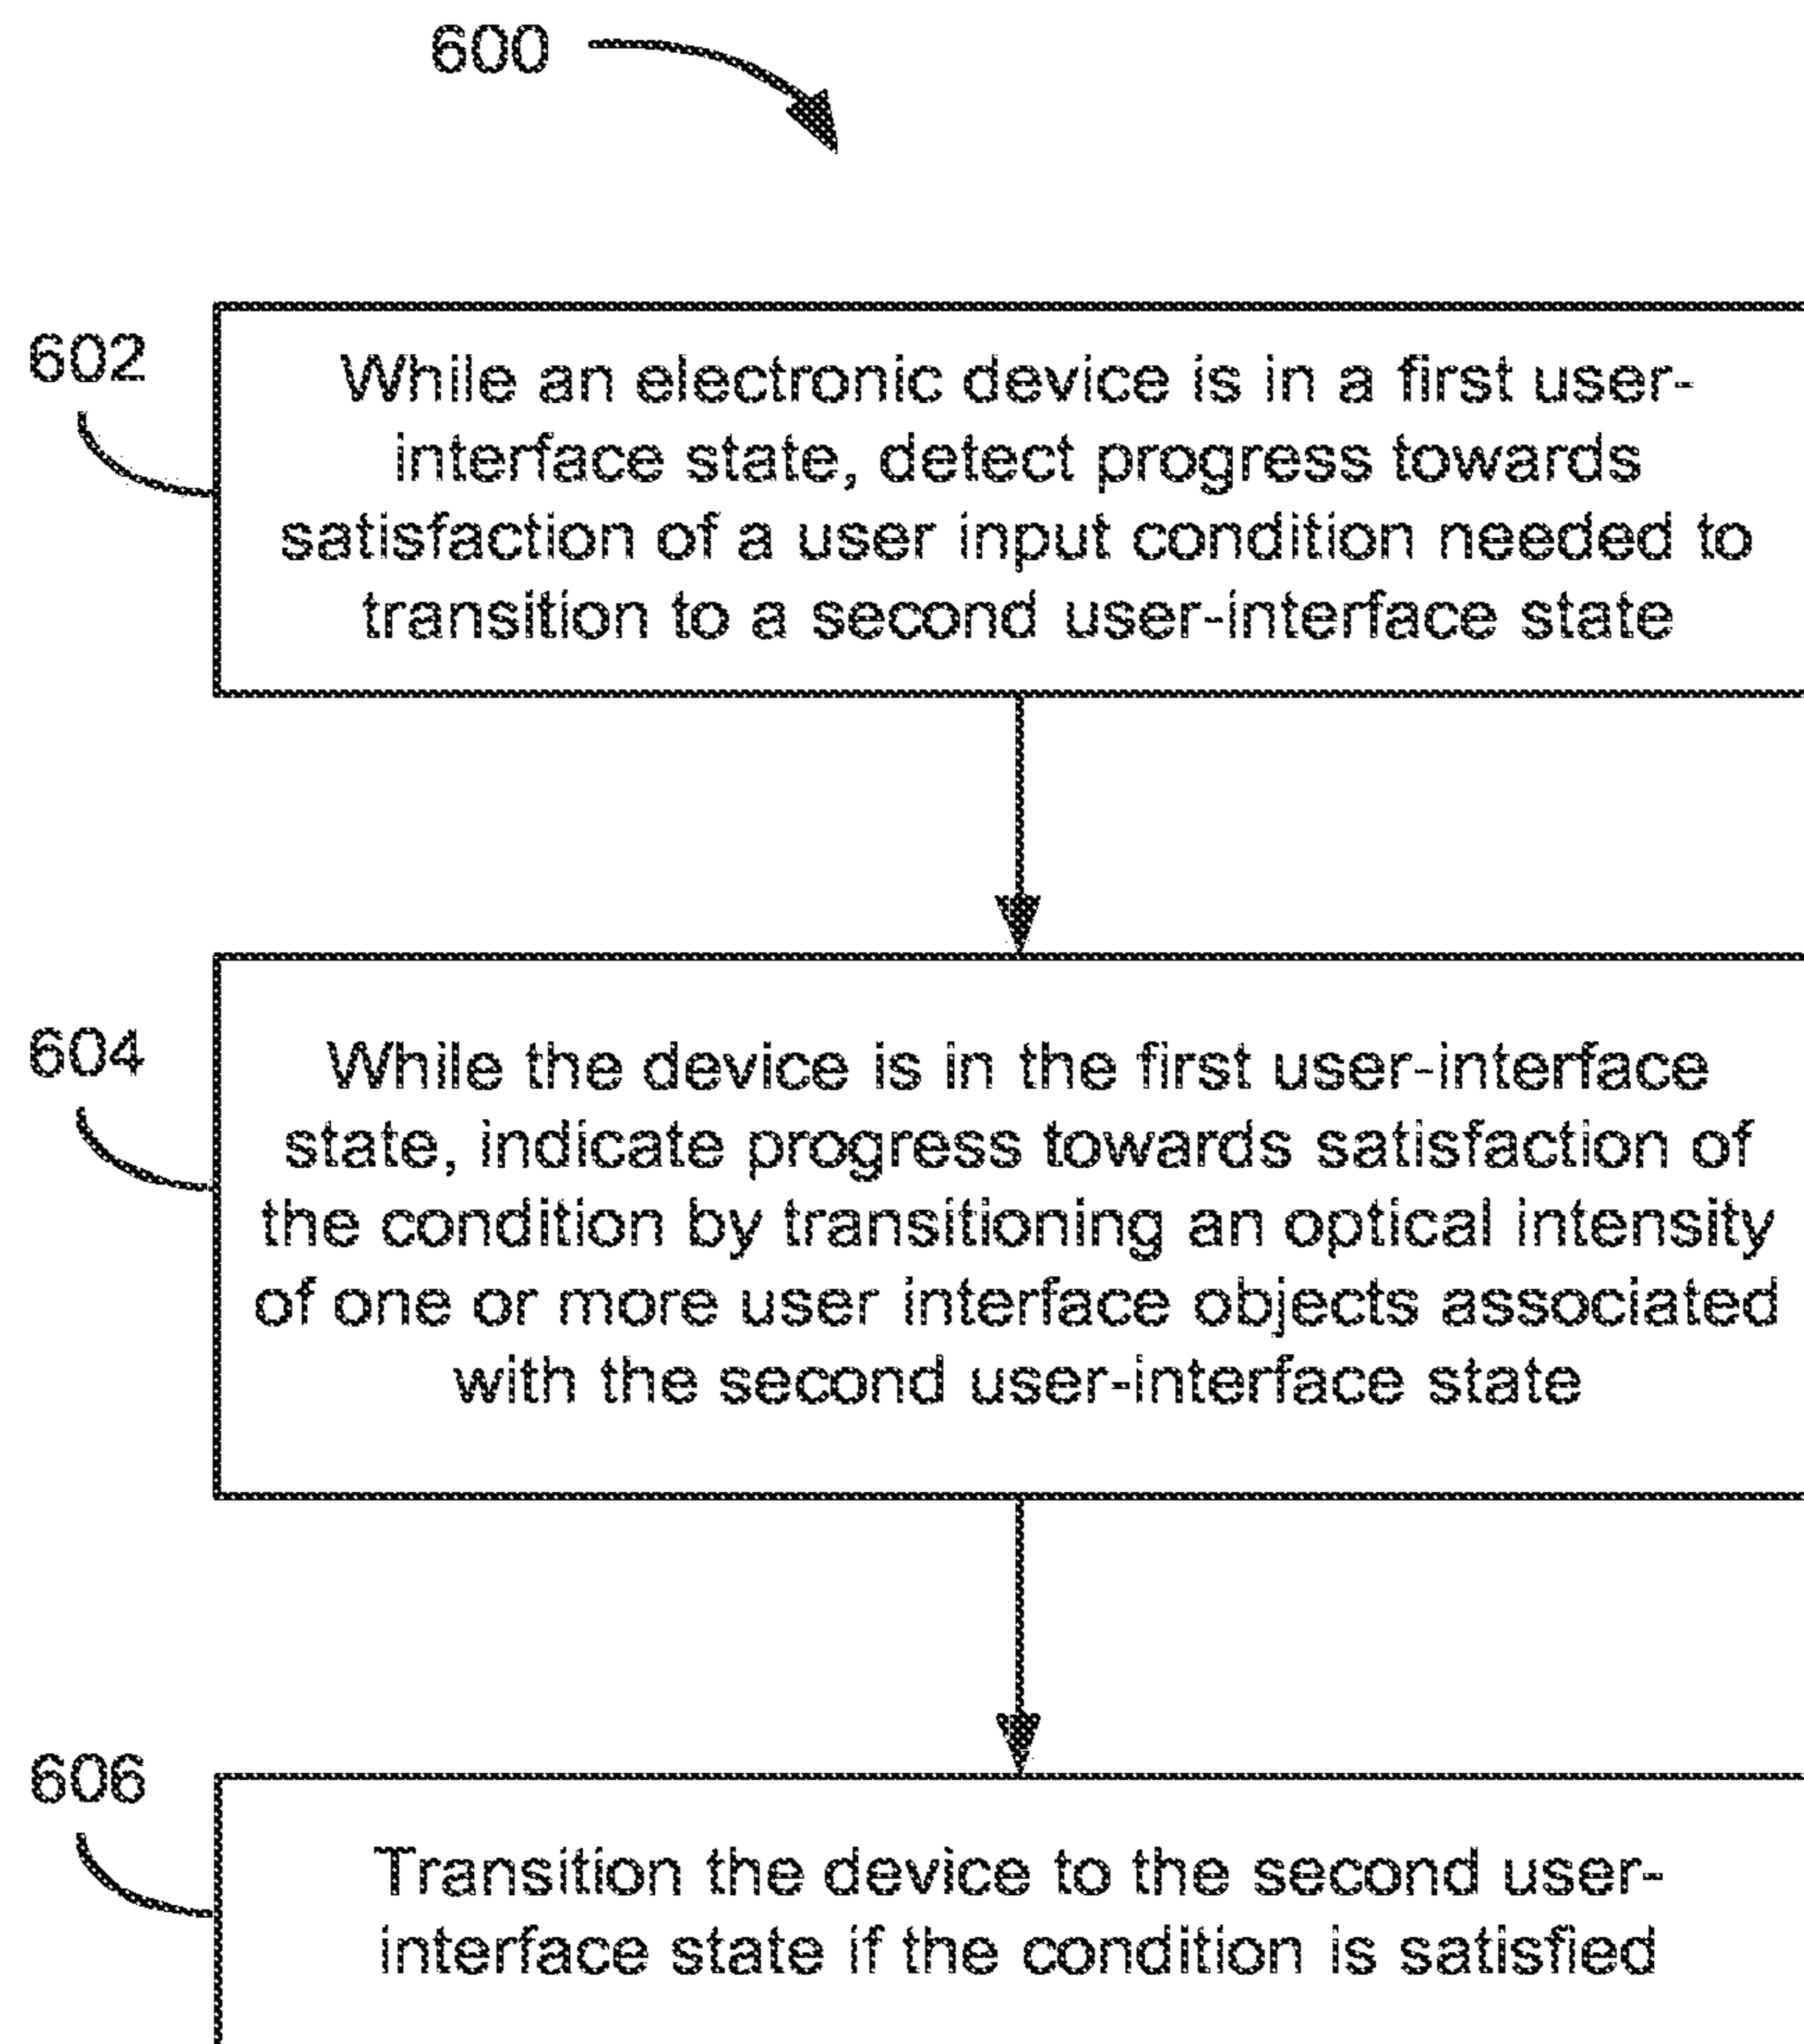 600
602
While an electronic device is in a first user-
interface state, detect progress towards
satisfaction of a user input condition needed to
transition to a second user-interface state
604
While the device is in the first user-interface
state, indicate progress towards satisfaction of
the condition by transitioning an optical intensity
of one or more user interface objects associated
with the second user-interface state
606
Transition the device to the second user-
interface state if the condition is satisfied